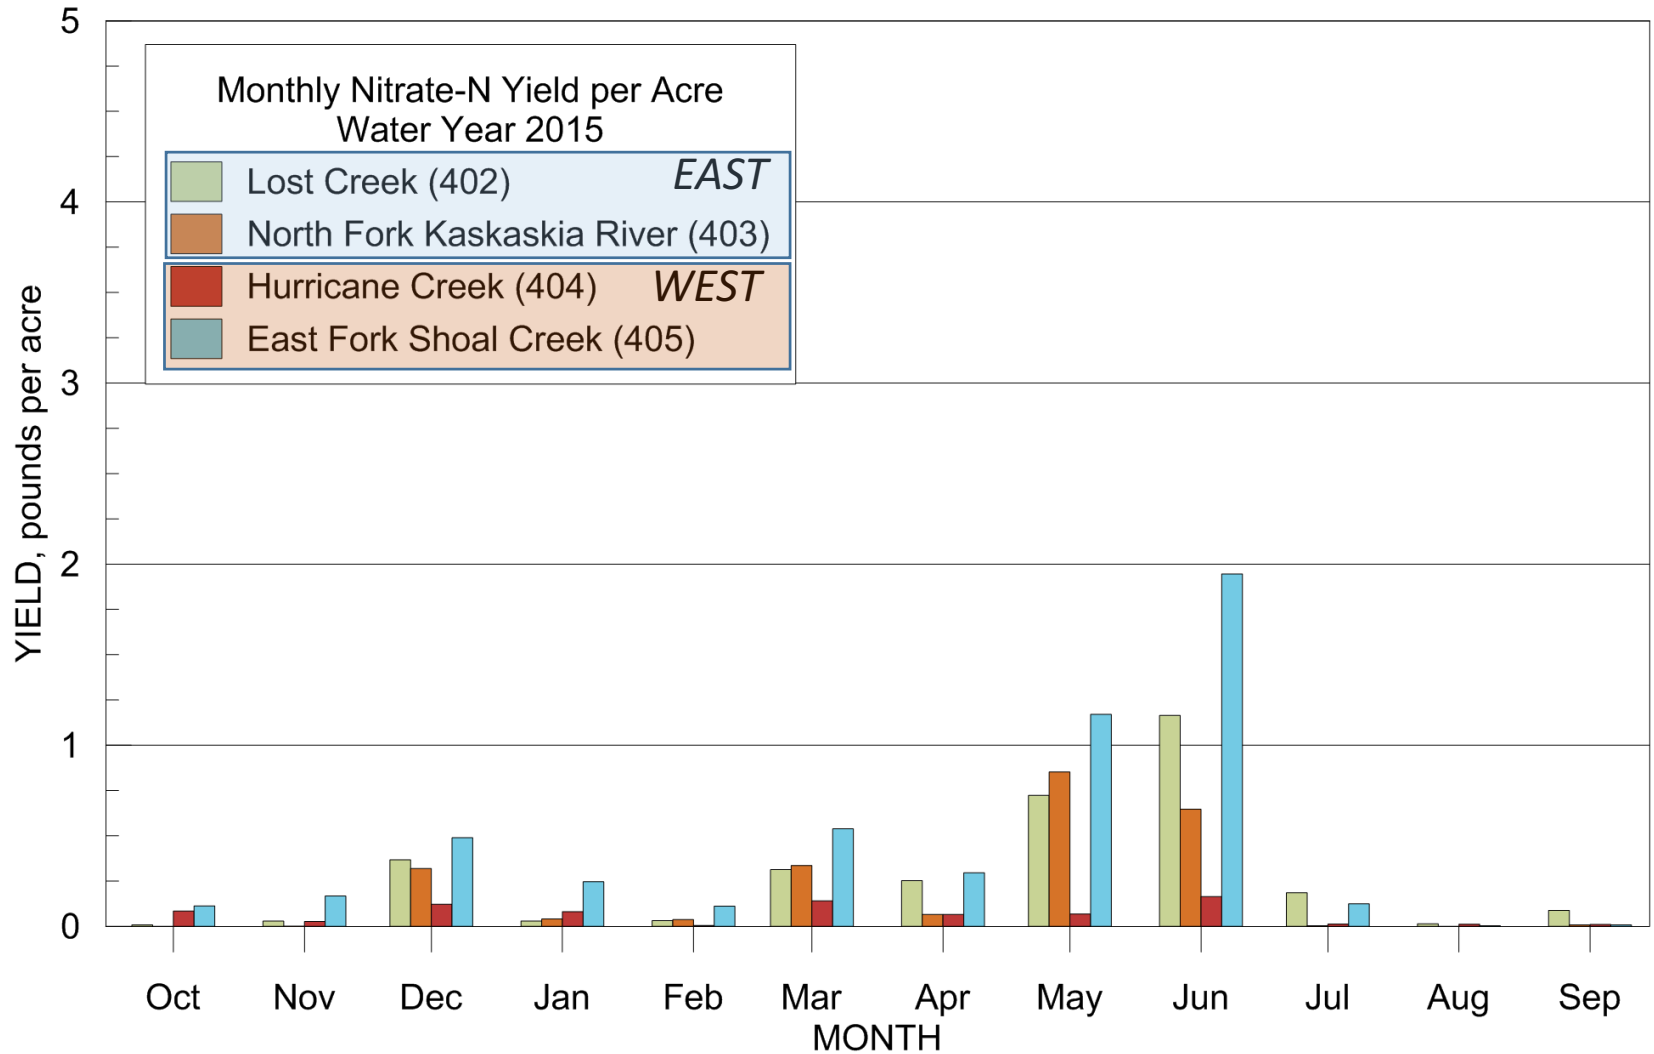 5
4
3
2
1
0
YIELD, pounds per acre
Monthly Nitrate-N Yield per Acre
Water Year 2015
Lost Creek (402) EAST
North Fork Kaskaskia River (403)
Hurricane Creek (404) WEST
East Fork Shoal Creek (405)
Oct Nov Dec Jan Feb Mar Apr May Jun Jul Aug Sep
MONTH